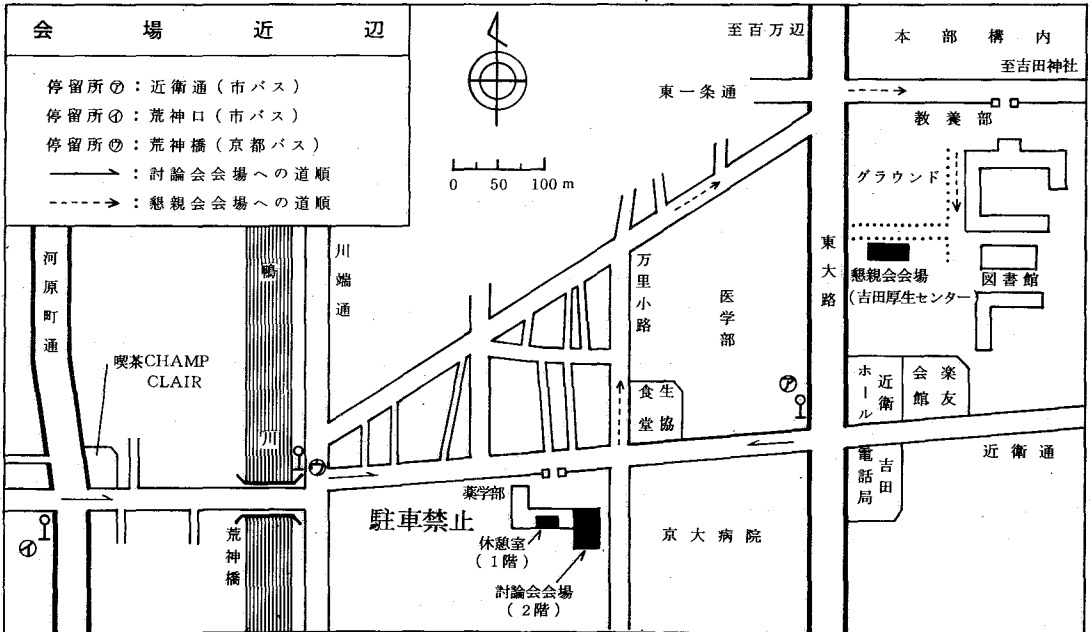 会場近辺
停留所㋐：近衛通（市バス）
停留所㋑：荒神口（市バス）
停留所㋒：荒神橋（京都バス）
：討論会会場への道順
：懇親会会場への道順
0 50 100 m
至百万辺
本部構内
至吉田神社
東一条通
教養部
グラウンド
懇親会会場
（吉田厚生センター）
図書館
東大路
医学部
万里小路
川端通
鴨川
河原町通
喫茶CHAMP
CLAIR
㋐
生協
食堂
近衛
ホール
楽友
会館
近衛通
吉田
電話局
㋒
㋑
荒神橋
薬学部
駐車禁止
休憩室
（1階）
討論会会場
（2階）
京大病院